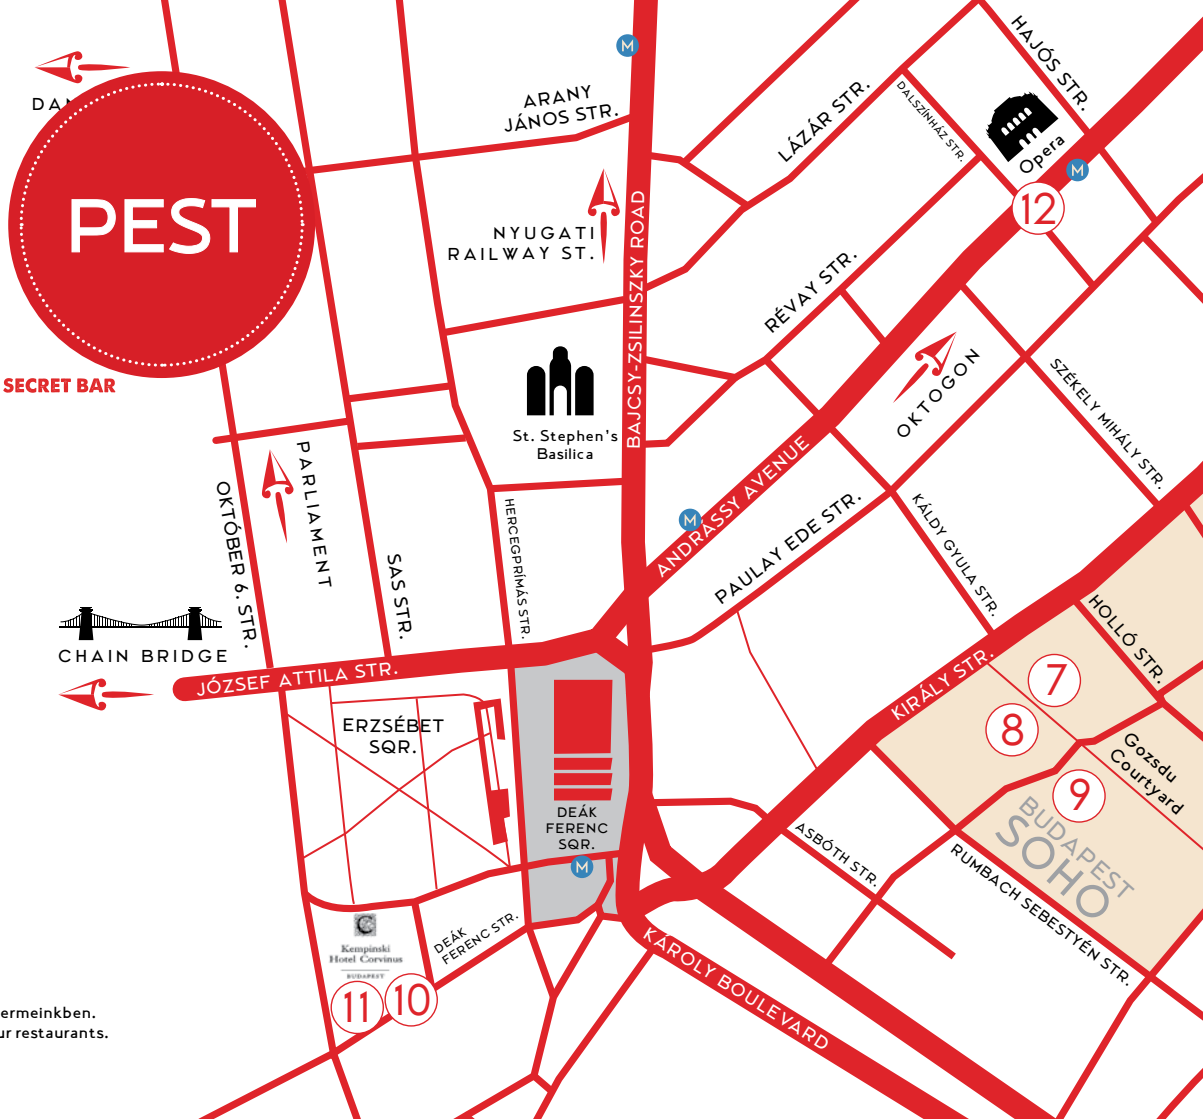 HAJÓS STR.
M
DALSZÍNHÁZ STR.
LÁZÁR STR.
ARANY
JÁNOS STR.
Opera
M
12
PEST
NYUGATI
RAILWAY ST.
BAJCSY-ZSILINSZKY ROAD
RÉVAY STR.
OKTOGON
SECRET BAR
SZÉKELY MIHÁLY STR.
St. Stephen's
Basilica
PARLIAMENT
OKTÓBER 6. STR.
ANDRÁSSY AVENUE
M
PAULAY EDE STR.
KÁLDY GYULA STR.
HERCEGPRÍMÁS STR.
SAS STR.
HOLLÓ STR.
CHAIN BRIDGE
JÓZSEF ATTILA STR.
KIRÁLY STR.
7
8
ERZSÉBET
SQR.
Gozsdu
Courtyard
9
BUDAPEST
SOHO
DEÁK
FERENC
SQR.
M
ASBÓTH STR.
RUMBACH SEBESTYÉN STR.
DEÁK
FERENC STR.
Kempinski
Hotel Corvinus
BUDAPEST
KÁROLY BOULEVARD
11
10
ermeinkben.
ur restaurants.